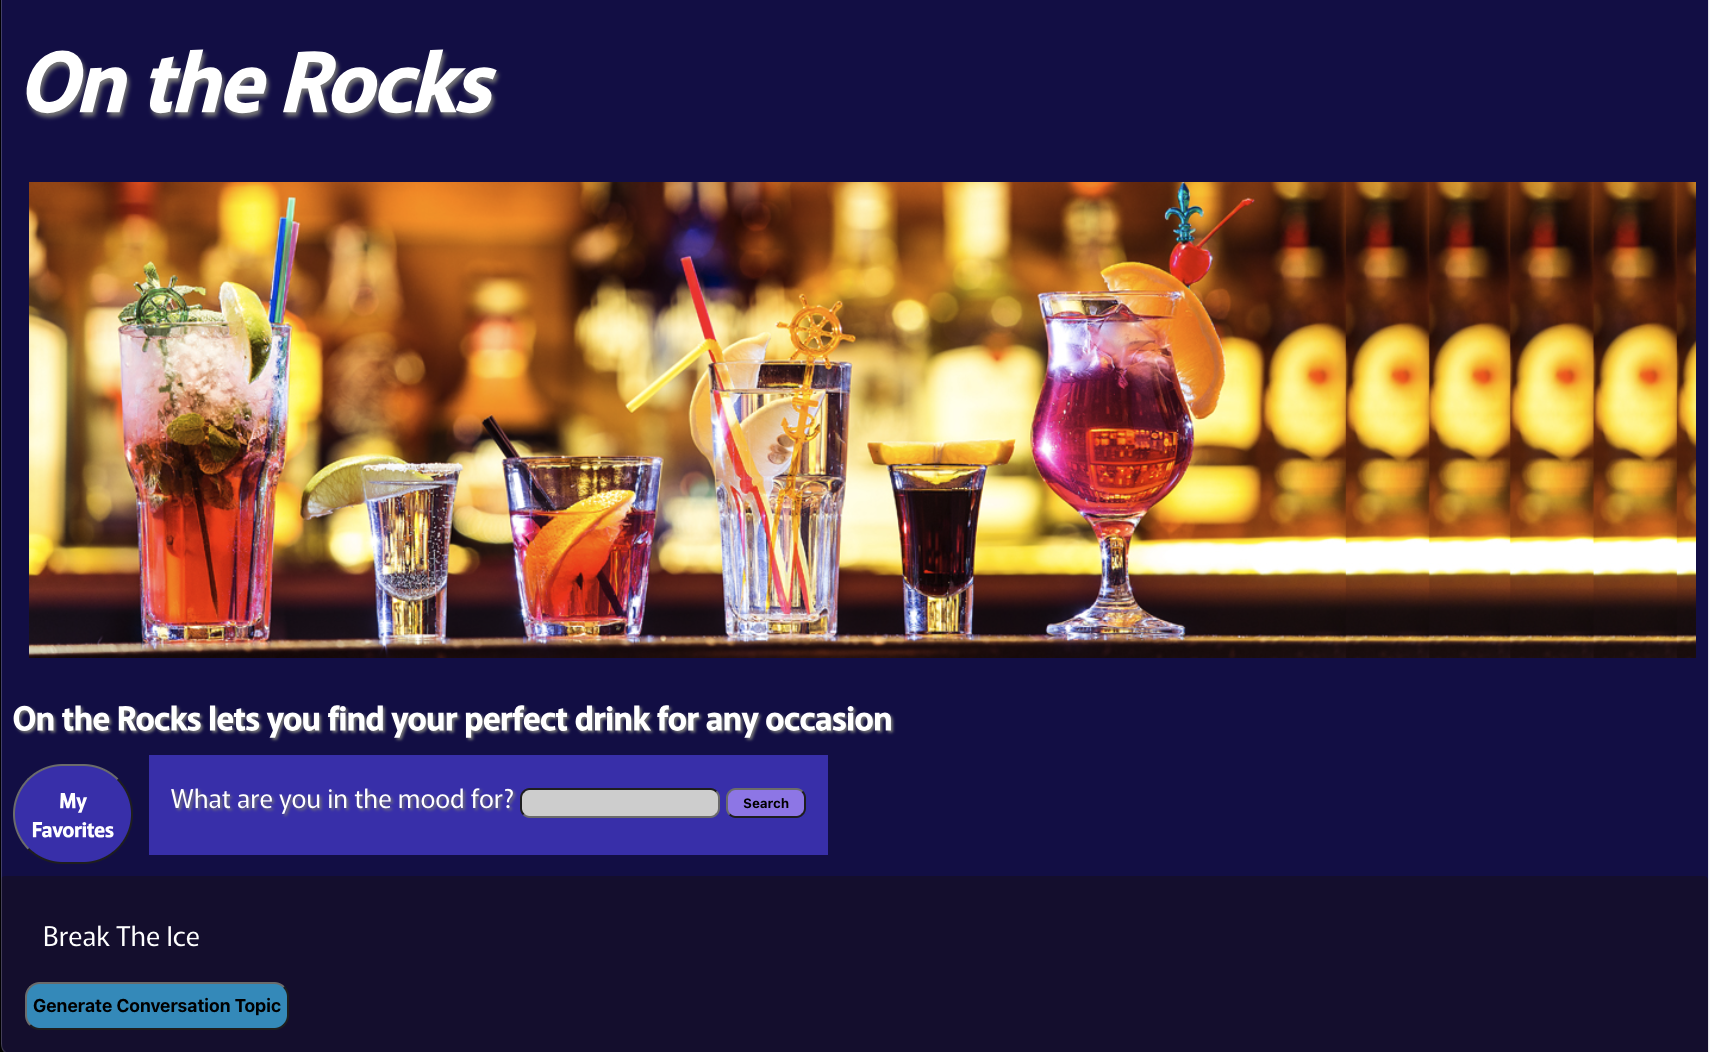 On the Rocks
On the Rocks lets you find your perfect drink for any occasion
My
Favorites
What are you in the mood for? Search
Break The Ice
Generate Conversation Topic